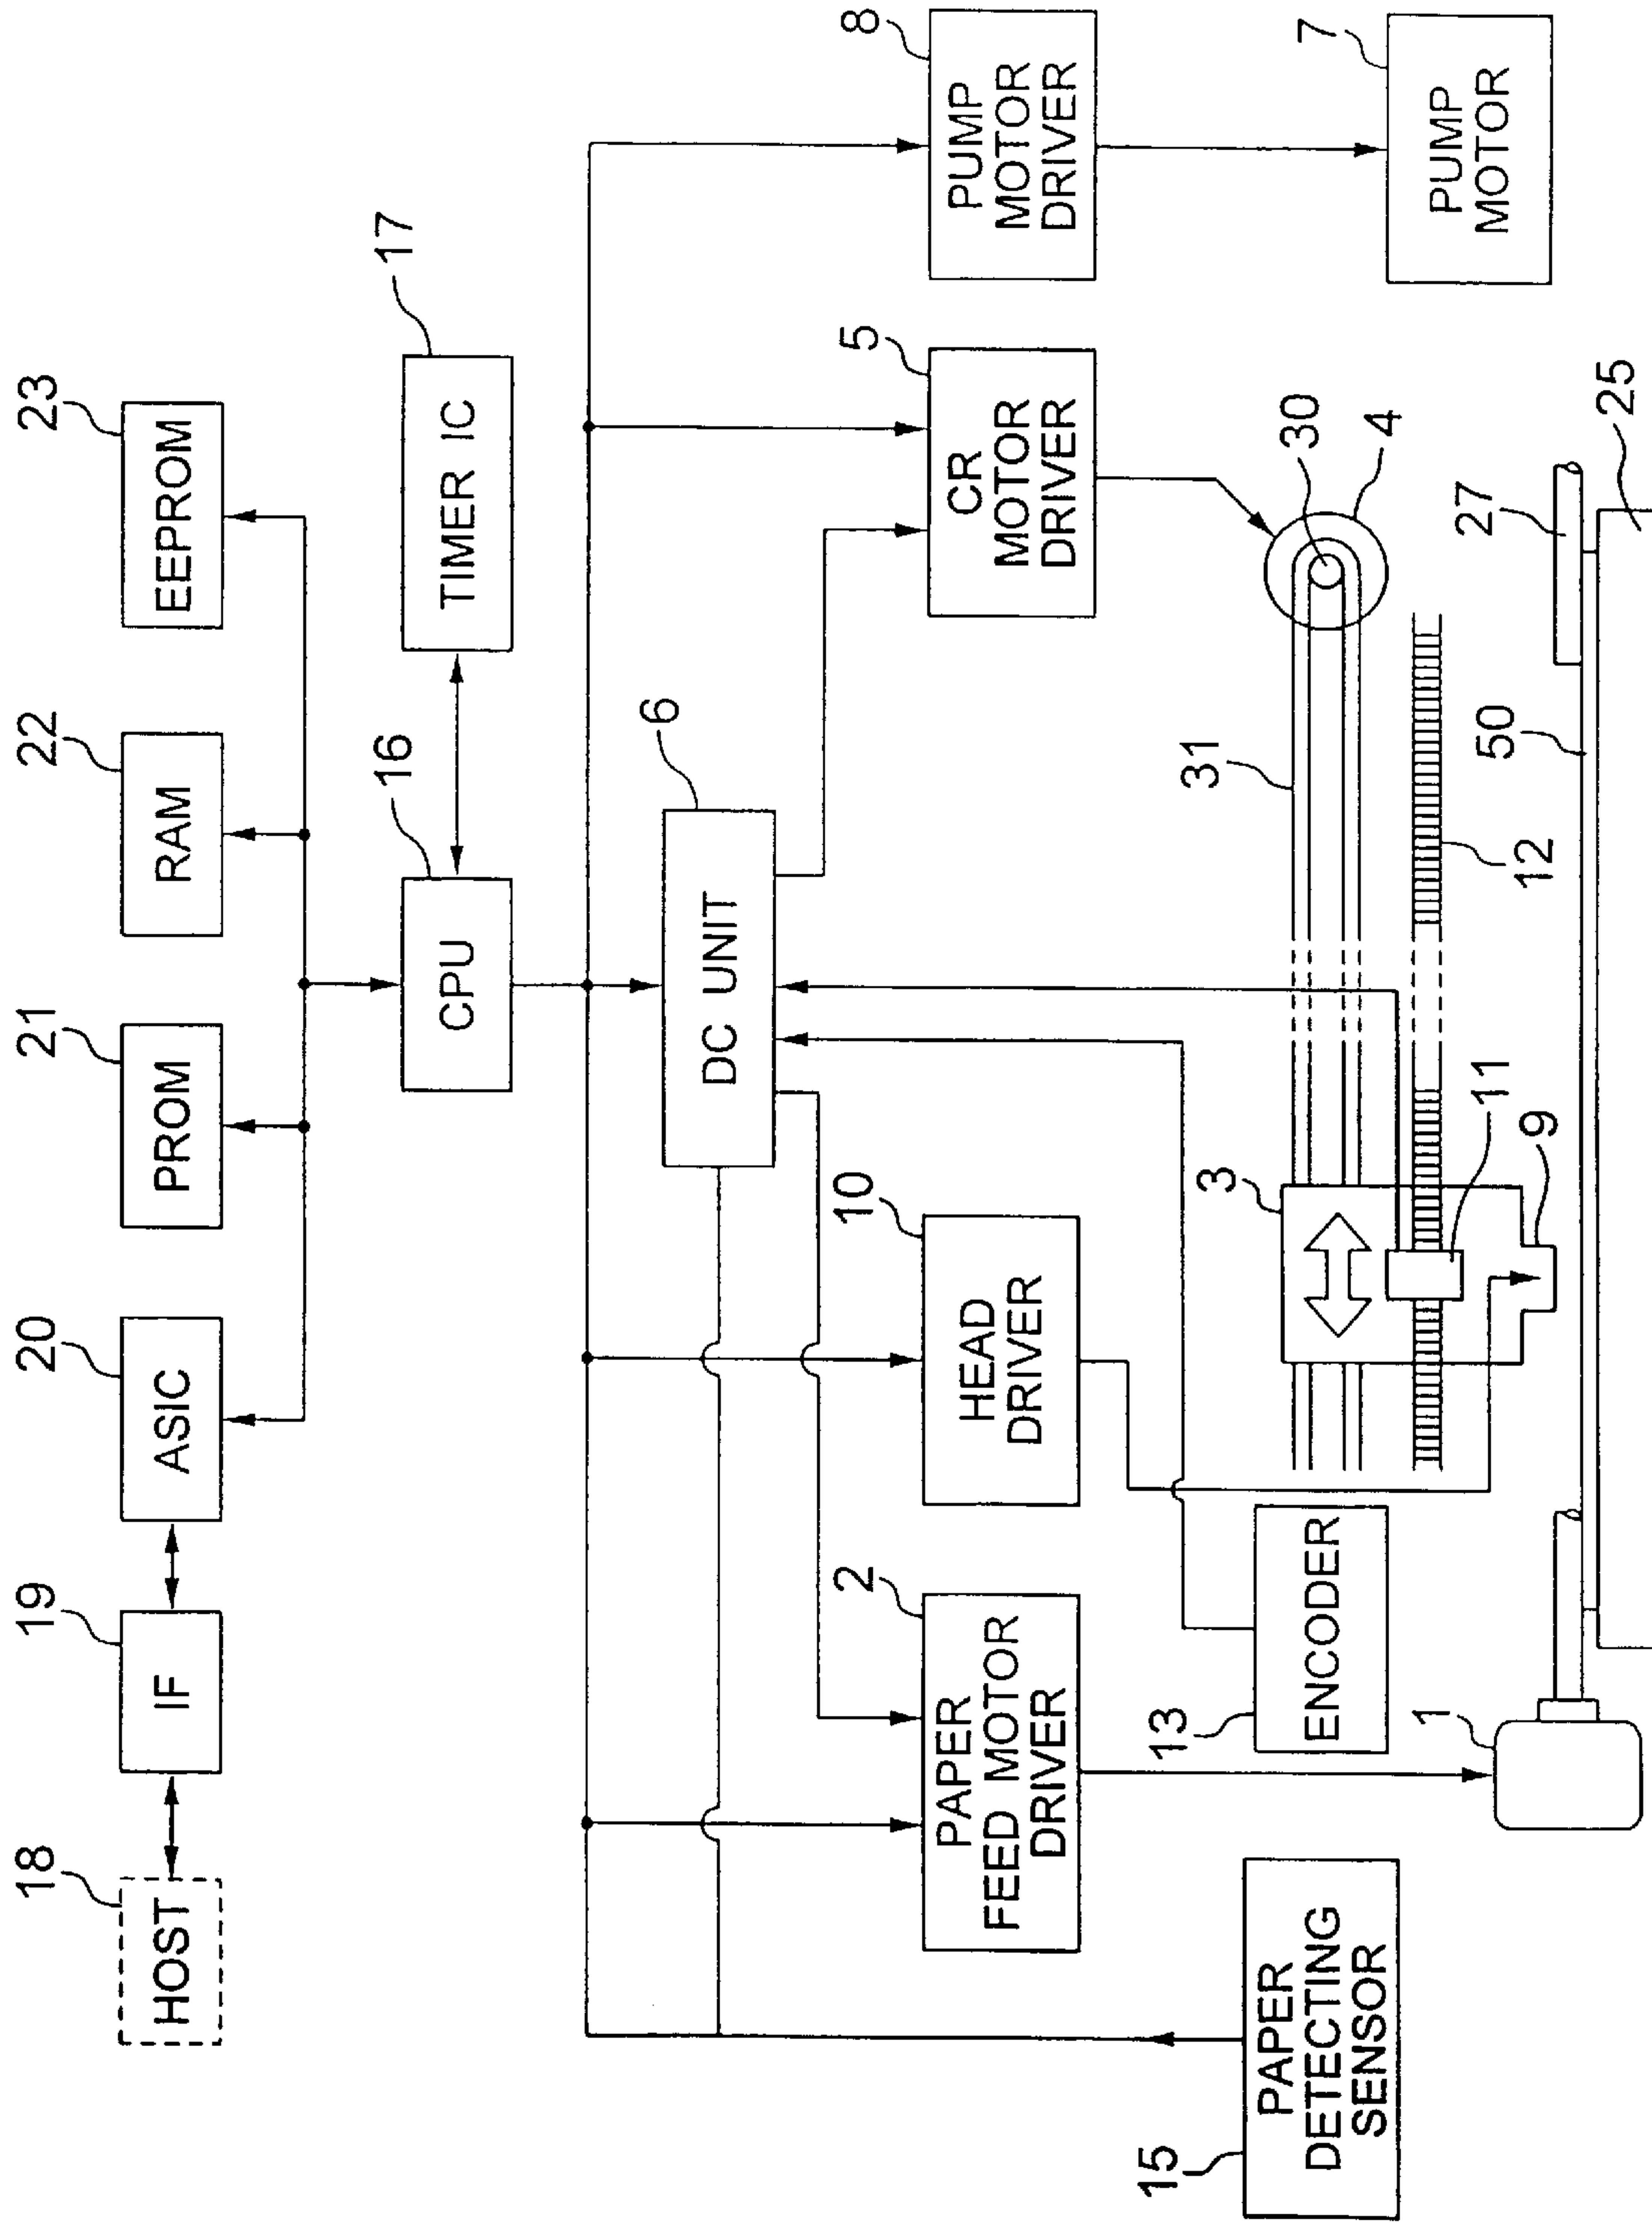 18
19
20
21
22
23
HOST
IF
ASIC
PROM
RAM
EEPROM
16
17
CPU
TIMER IC
6
DC UNIT
2
10
5
8
PAPER
FEED MOTOR
DRIVER
HEAD
DRIVER
CR
MOTOR
DRIVER
PUMP
MOTOR
DRIVER
15
PAPER
DETECTING
SENSOR
13
ENCODER
3
31
30
4
7
PUMP
MOTOR
1
11
9
12
50
27
25